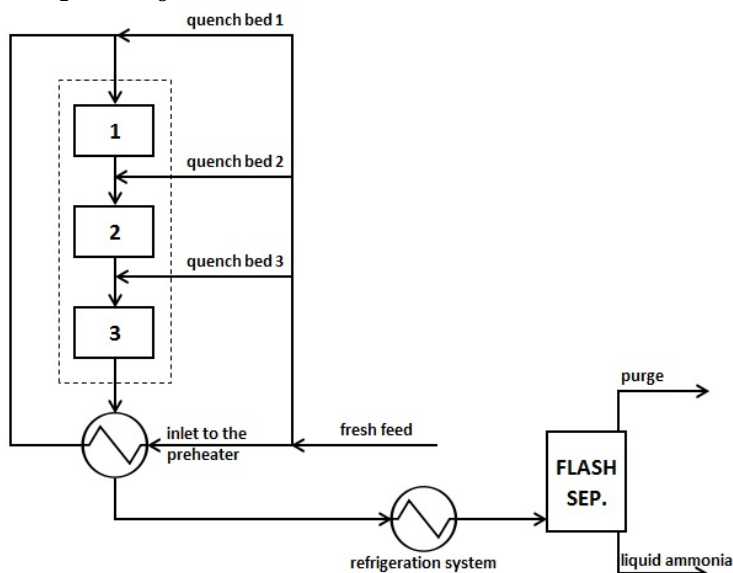 quench bed 1
1
quench bed 2
2
quench bed 3
3
purge
inlet to the
preheater
fresh feed
FLASH
SEP.
refrigeration system
liquid ammonia